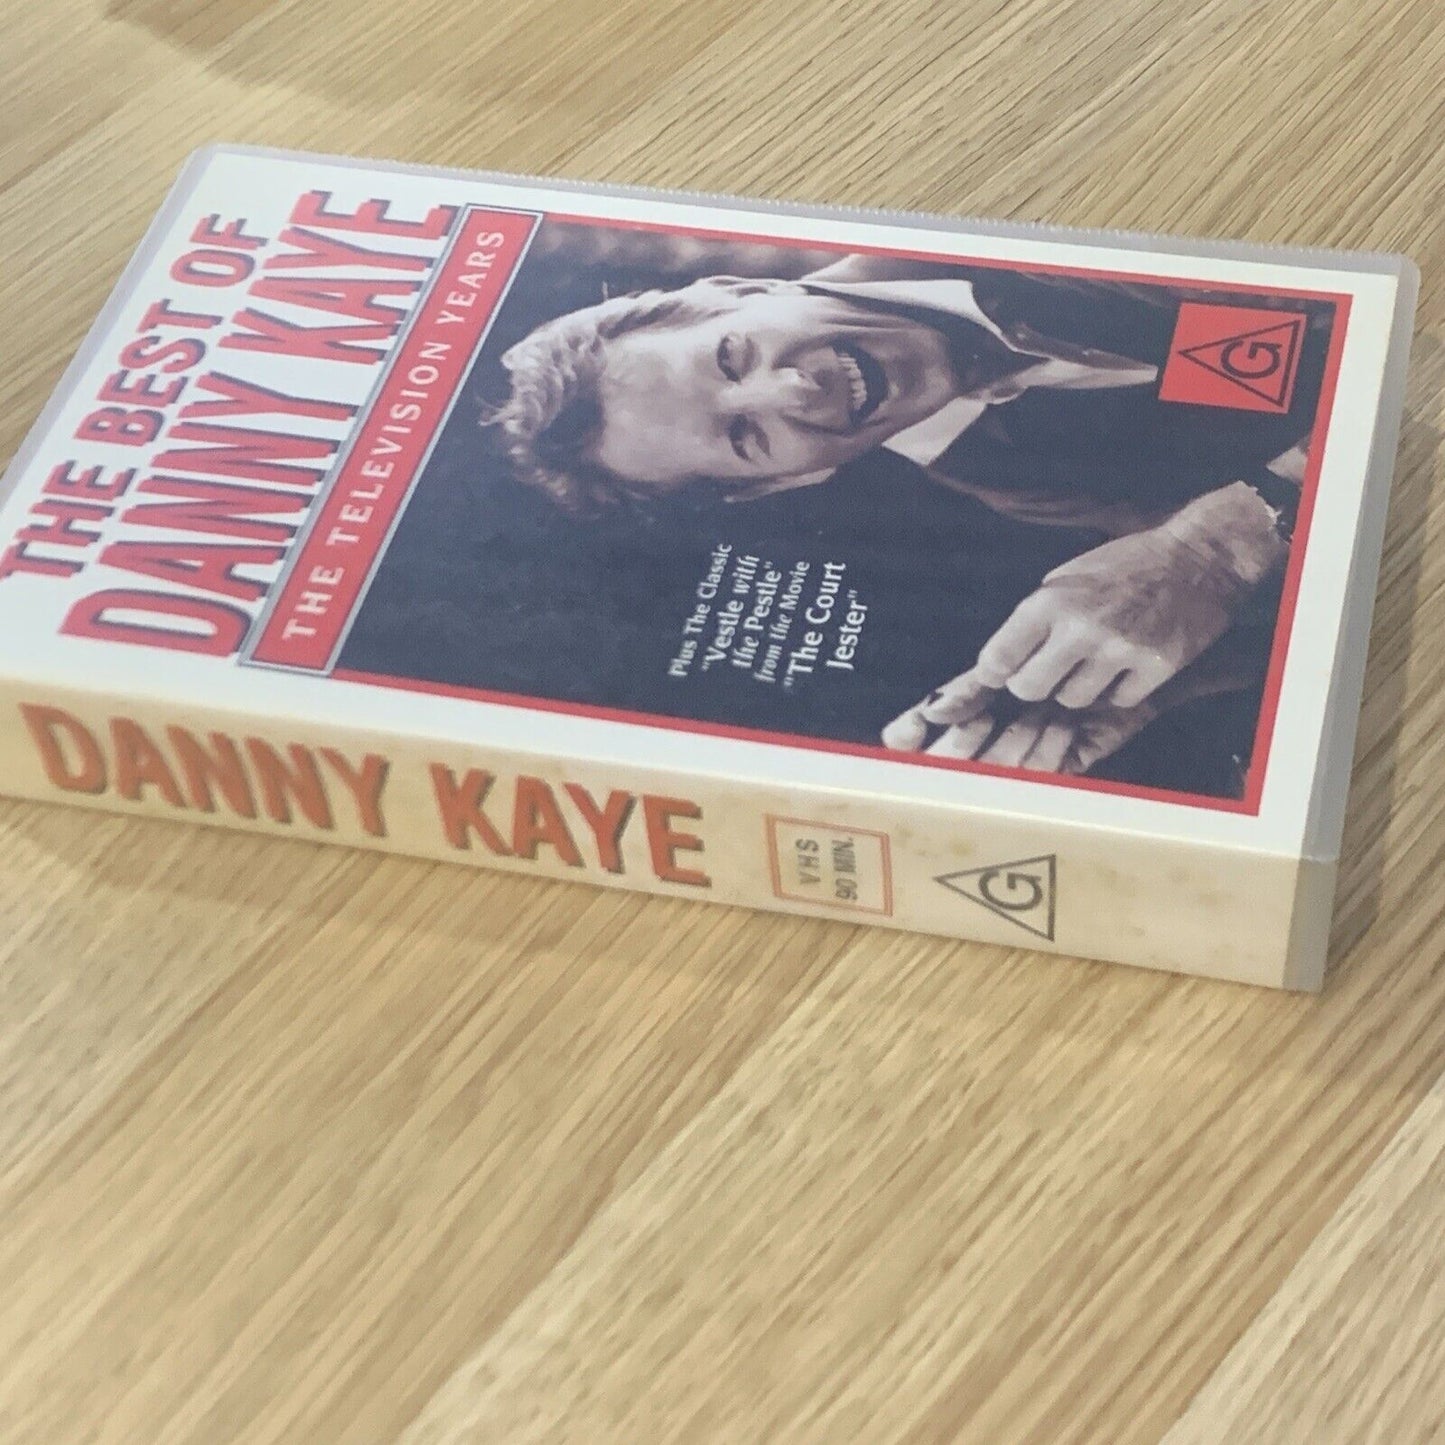 THE BEST OF
DANNY KAYE
THE TELEVISION YEARS
G
Plus The Classic
"Vestle with
the Pestle"
from the Movie
"The Court
Jester"
DANNY KAYE
VHS
90 MIN.
G